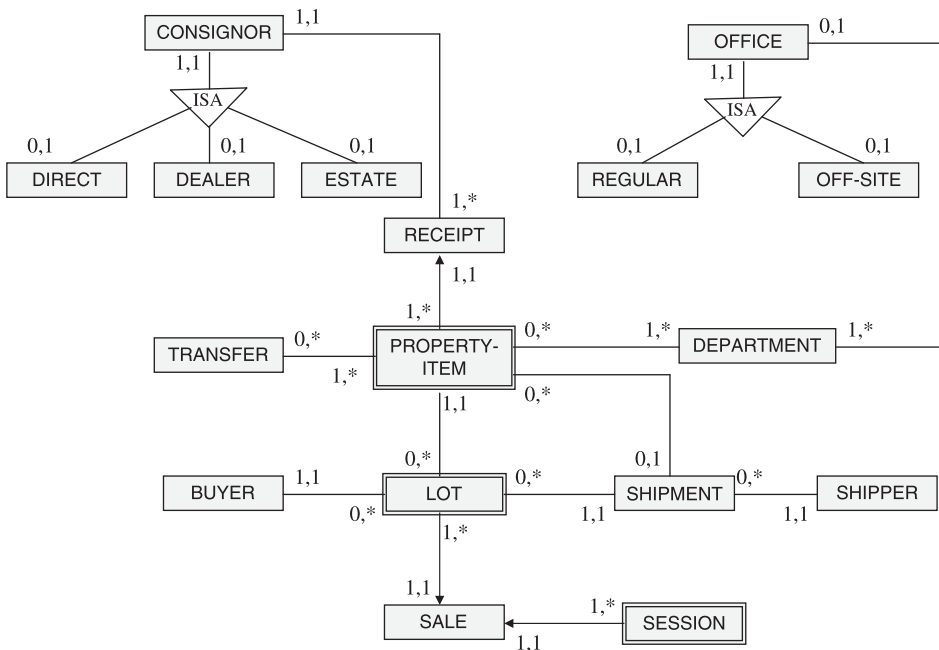 CONSIGNOR
1,1
0,1
OFFICE
1,1
ISA
1,1
ISA
0,1
0,1
0,1
0,1
0,1
DIRECT
DEALER
ESTATE
REGULAR
OFF-SITE
1,*
RECEIPT
1,1
1,*
0,*
0,*
1,*
1,*
TRANSFER
PROPERTY-
ITEM
DEPARTMENT
1,*
1,1
0,*
0,*
0,1
BUYER
1,1
LOT
0,*
SHIPMENT
0,*
SHIPPER
0,*
1,*
1,1
1,1
1,1
SALE
1,*
SESSION
1,1